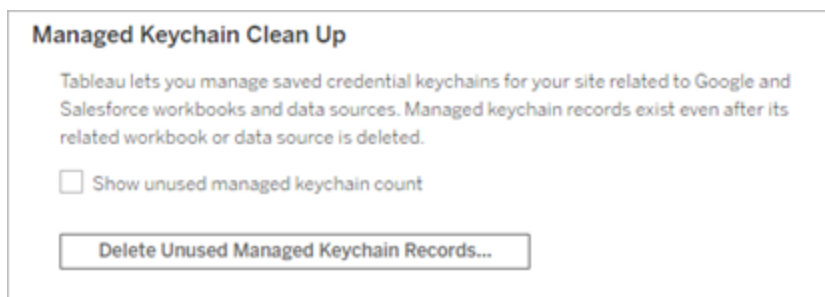 Managed Keychain Clean Up
Tableau lets you manage saved credential keychains for your site related to Google and
Salesforce workbooks and data sources. Managed keychain records exist even after its
related workbook or data source is deleted.
Show unused managed keychain count
Delete Unused Managed Keychain Records...